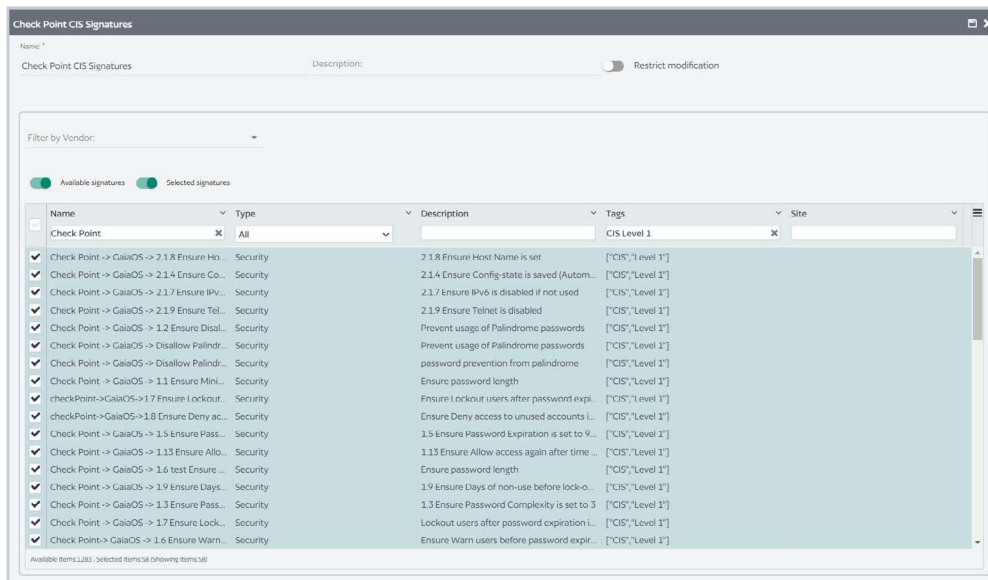 Check Point CIS Signatures
Name: *
Check Point CIS Signatures
Description:
Restrict modification
Filter by Vendor:
Available signatures Selected signatures
Name Type Description Tags Site
Check Point All CIS Level 1
Check Point -> GaiaOS -> 2.1.8 Ensure Ho... Security 2.1.8 Ensure Host Name is set ["CIS","Level 1"]
Check Point -> GaiaOS -> 2.1.4 Ensure Co... Security 2.1.4 Ensure Config-state is saved (Autom... ["CIS","Level 1"]
Check Point -> GaiaOS -> 2.1.7 Ensure IPv... Security 2.1.7 Ensure IPv6 is disabled if not used ["CIS","Level 1"]
Check Point -> GaiaOS -> 2.1.9 Ensure Tel... Security 2.1.9 Ensure Telnet is disabled ["CIS","Level 1"]
Check Point -> GaiaOS -> 1.2 Ensure Disal... Security Prevent usage of Palindrome passwords ["CIS","Level 1"]
Check Point -> GaiaOS -> Disallow Palindr... Security Prevent usage of Palindrome passwords ["CIS","Level 1"]
Check Point -> GaiaOS -> Disallow Palindr... Security password prevention from palindrome ["CIS","Level 1"]
Check Point -> GaiaOS -> 1.1 Ensure Mini... Security Ensure password length ["CIS","Level 1"]
checkPoint->GaiaOS->1.7 Ensure Lockout... Security Ensure Lockout users after password expi... ["CIS","Level 1"]
checkPoint->GaiaOS->1.8 Ensure Deny ac... Security Ensure Deny access to unused accounts i... ["CIS","Level 1"]
Check Point -> GaiaOS -> 1.5 Ensure Pass... Security 1.5 Ensure Password Expiration is set to 9... ["CIS","Level 1"]
Check Point -> GaiaOS -> 1.13 Ensure Allo... Security 1.13 Ensure Allow access again after time ... ["CIS","Level 1"]
Check Point -> GaiaOS -> 1.6 test Ensure ... Security Ensure password length ["CIS","Level 1"]
Check Point -> GaiaOS -> 1.9 Ensure Days... Security 1.9 Ensure Days of non-use before lock-o... ["CIS","Level 1"]
Check Point -> GaiaOS -> 1.3 Ensure Pass... Security 1.3 Ensure Password Complexity is set to 3 ["CIS","Level 1"]
Check Point -> GaiaOS -> 1.7 Ensure Lock... Security Lockout users after password expiration i... ["CIS","Level 1"]
Check Point-> GaiaOS -> 1.6 Ensure Warn... Security Ensure Warn users before password expir... ["CIS","Level 1"]
Available Items:1283 , Selected Items:58 (Showing Items:58)